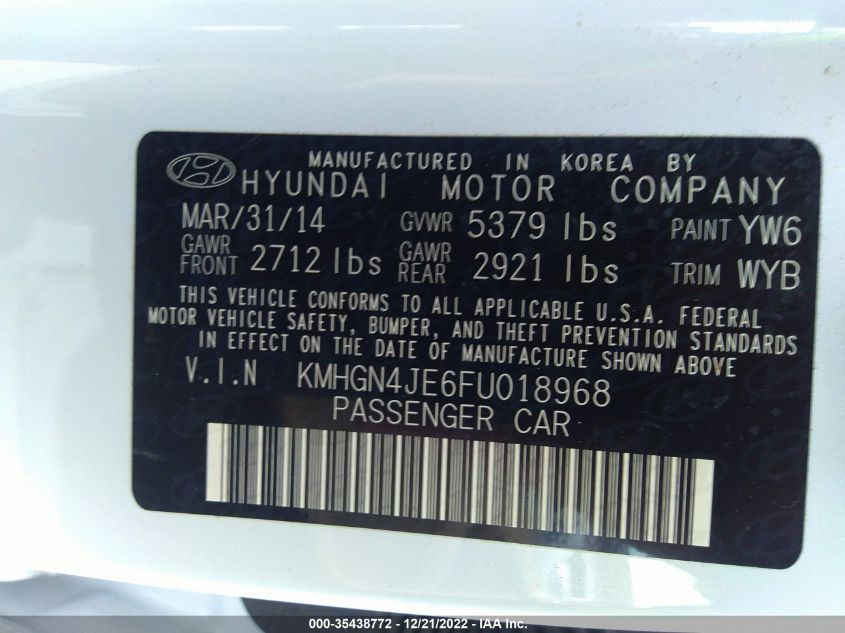 MANUFACTURED IN KOREA BY
HYUNDAI MOTOR COMPANY
MAR/31/14 GVWR 5379 lbs PAINT YW6
GAWR FRONT 2712 lbs GAWR REAR 2921 lbs TRIM WYB
THIS VEHICLE CONFORMS TO ALL APPLICABLE U.S.A. FEDERAL
MOTOR VEHICLE SAFETY, BUMPER, AND THEFT PREVENTION STANDARDS
IN EFFECT ON THE DATE OF MANUFACTURE SHOWN ABOVE
V.I.N KMHGN4JE6FU018968
PASSENGER CAR
000-35438772 - 12/21/2022 - IAA Inc.